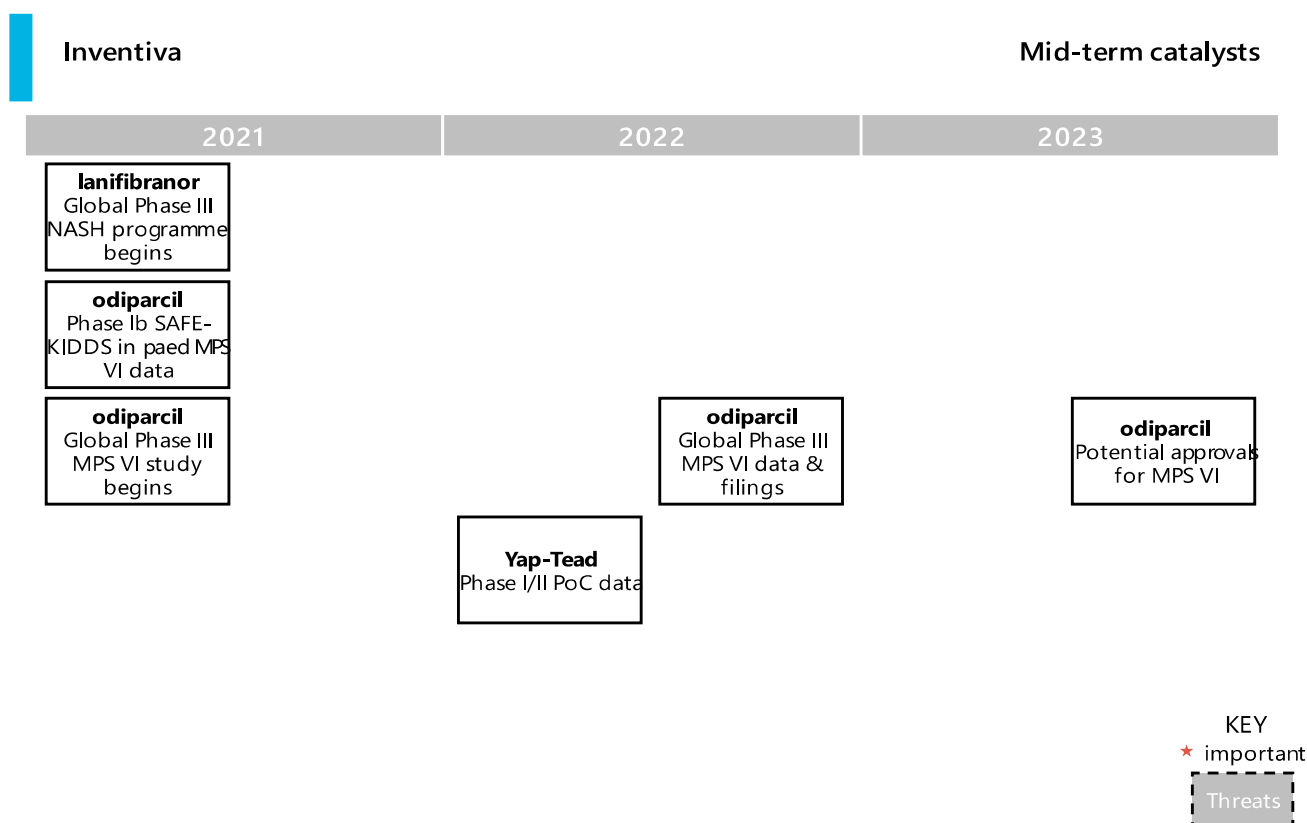 Inventiva
Mid-term catalysts
2021
2022
2023
lanifibranor
Global Phase III
NASH programme
begins
odiparcil
Phase Ib SAFE-
KIDDS in paed MPS
VI data
odiparcil
Global Phase III
MPS VI study
begins
odiparcil
Global Phase III
MPS VI data &
filings
odiparcil
Potential approvals
for MPS VI
Yap-Tead
Phase I/II PoC data
KEY
★ important
Threats